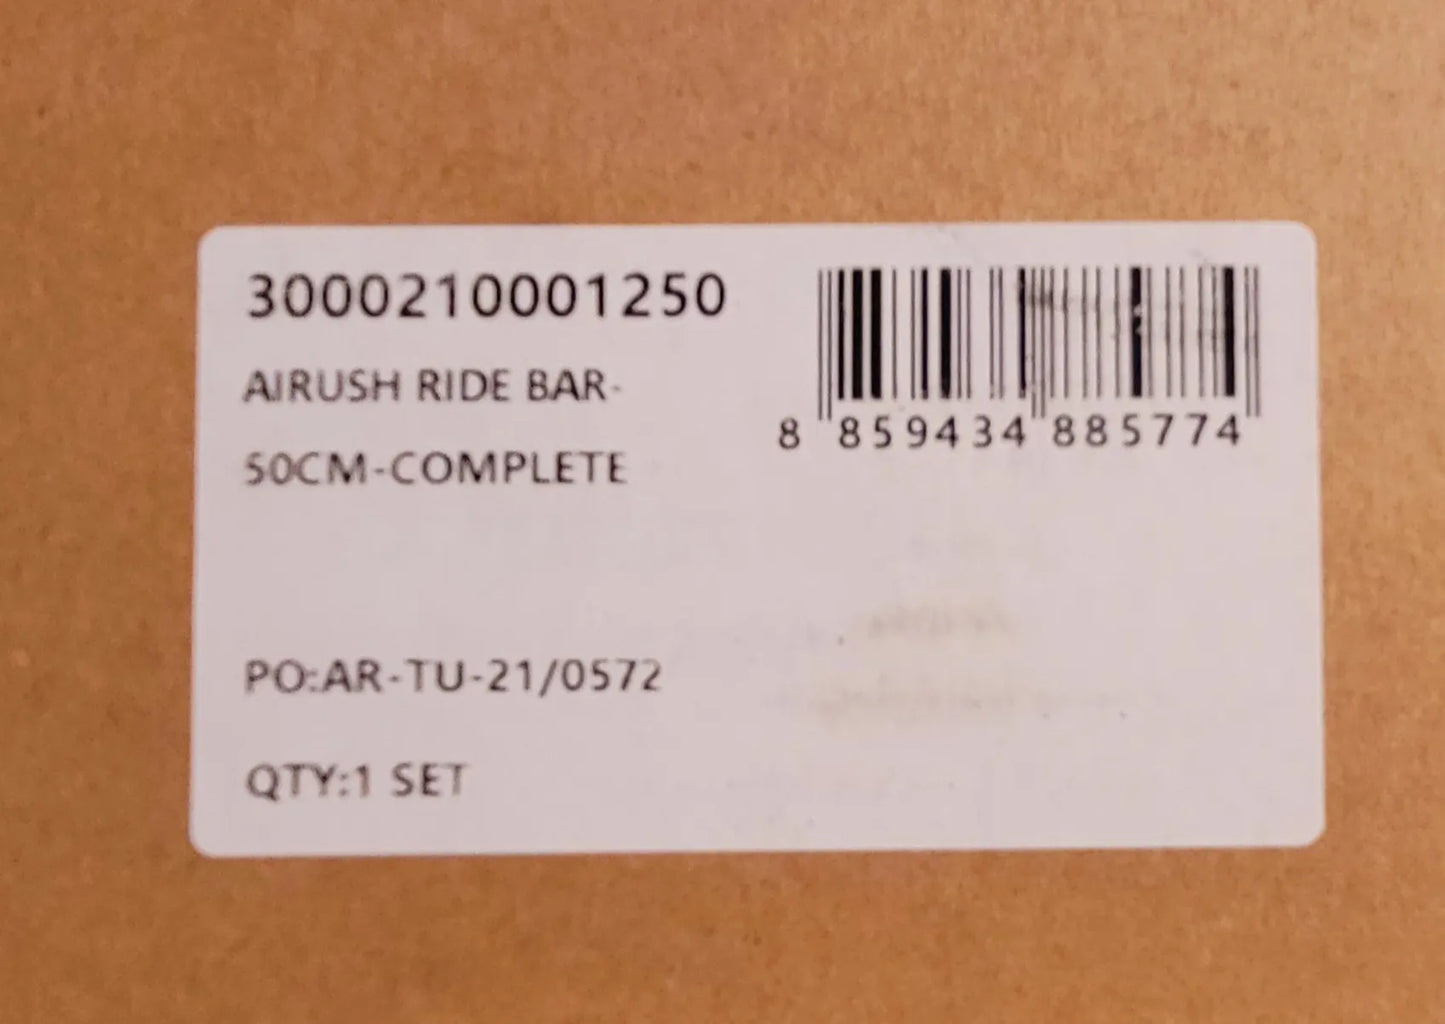 3000210001250
AIRUSH RIDE BAR-
50CM-COMPLETE
8 859434 885774
PO:AR-TU-21/0572
QTY:1 SET